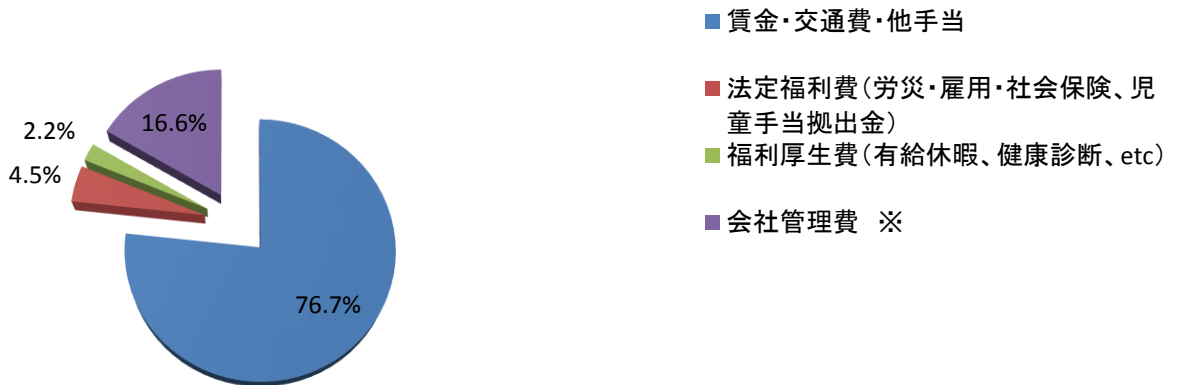 賃金・交通費・他手当
法定福利費(労災・雇用・社会保険、児
童手当拠出金)
福利厚生費(有給休暇、健康診断、etc)
会社管理費　※
16.6%
2.2%
4.5%
76.7%